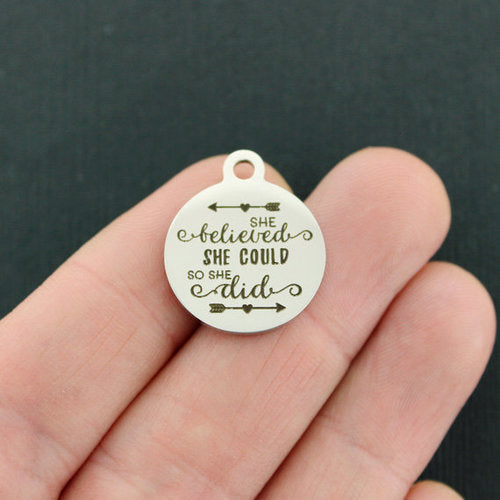 SHE
believed
SHE COULD
SO SHE
did